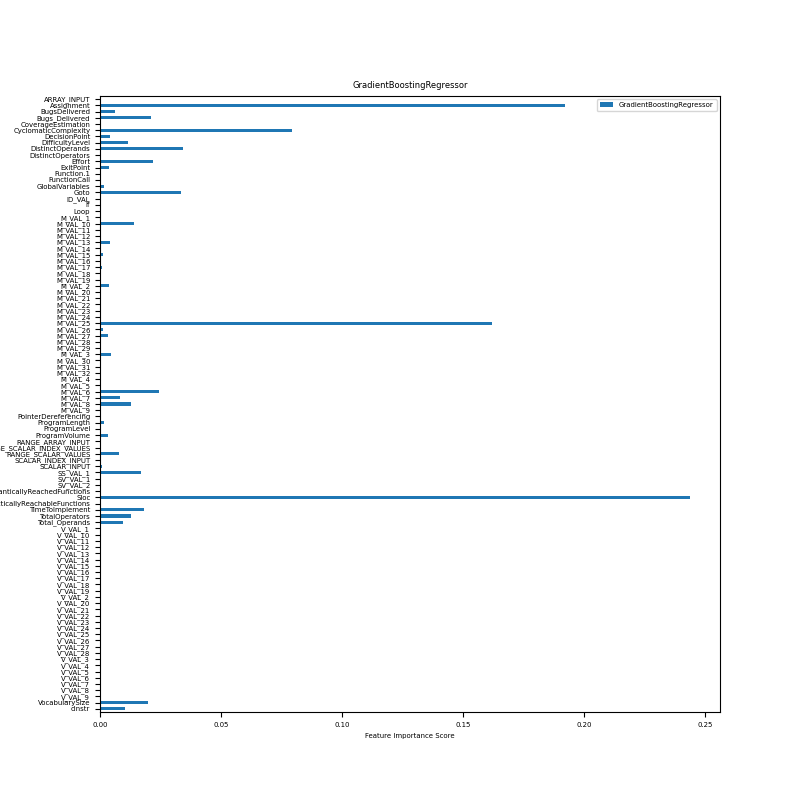 GradientBoostingRegressor
GradientBoostingRegressor
ARRAY_INPUT
Assignment
BugsDelivered
Bugs_Delivered
CoverageEstimation
CyclomaticComplexity
DecisionPoint
DifficultyLevel
DistinctOperands
DistinctOperators
Effort
ExitPoint
Function.1
FunctionCall
GlobalVariables
Goto
ID_VAL
If
Loop
M_VAL_1
M_VAL_10
M_VAL_11
M_VAL_12
M_VAL_13
M_VAL_14
M_VAL_15
M_VAL_16
M_VAL_17
M_VAL_18
M_VAL_19
M_VAL_2
M_VAL_20
M_VAL_21
M_VAL_22
M_VAL_23
M_VAL_24
M_VAL_25
M_VAL_26
M_VAL_27
M_VAL_28
M_VAL_29
M_VAL_3
M_VAL_30
M_VAL_31
M_VAL_32
M_VAL_4
M_VAL_5
M_VAL_6
M_VAL_7
M_VAL_8
M_VAL_9
PointerDereferencing
ProgramLength
ProgramLevel
ProgramVolume
RANGE_ARRAY_INPUT
E_SCALAR_INDEX_VALUES
RANGE_SCALAR_VALUES
SCALAR_INDEX_INPUT
SCALAR_INPUT
SS_VAL_1
SV_VAL_1
SV_VAL_2
anticallyReachedFunctions
Sloc
ticallyReachableFunctions
TimeToImplement
TotalOperators
Total_Operands
V_VAL_1
V_VAL_10
V_VAL_11
V_VAL_12
V_VAL_13
V_VAL_14
V_VAL_15
V_VAL_16
V_VAL_17
V_VAL_18
V_VAL_19
V_VAL_2
V_VAL_20
V_VAL_21
V_VAL_22
V_VAL_23
V_VAL_24
V_VAL_25
V_VAL_26
V_VAL_27
V_VAL_28
V_VAL_3
V_VAL_4
V_VAL_5
V_VAL_6
V_VAL_7
V_VAL_8
V_VAL_9
VocabularySize
cinstr
0.00 0.05 0.10 0.15 0.20 0.25
Feature Importance Score